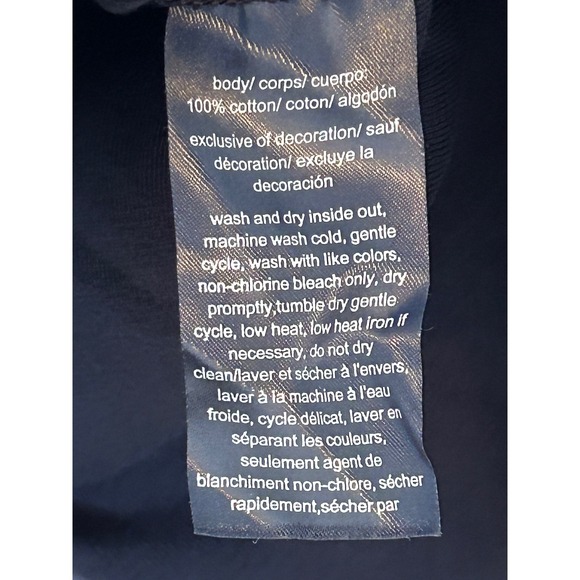 body/ corps/ cuerpo:
100% cotton/ coton/ algodón
exclusive of decoration/ sauf
décoration/ excluye la
decoración
wash and dry inside out,
machine wash cold, gentle
cycle, wash with like colors,
non-chlorine bleach only, dry
promptly,tumble dry gentle
cycle, low heat, low heat iron if
necessary, do not dry
clean/laver et sécher à l'envers,
laver à la machine à l'eau
froide, cycle délicat, laver en
séparant les couleurs,
seulement agent de
blanchiment non-chlore, sécher
rapidement,sécher par